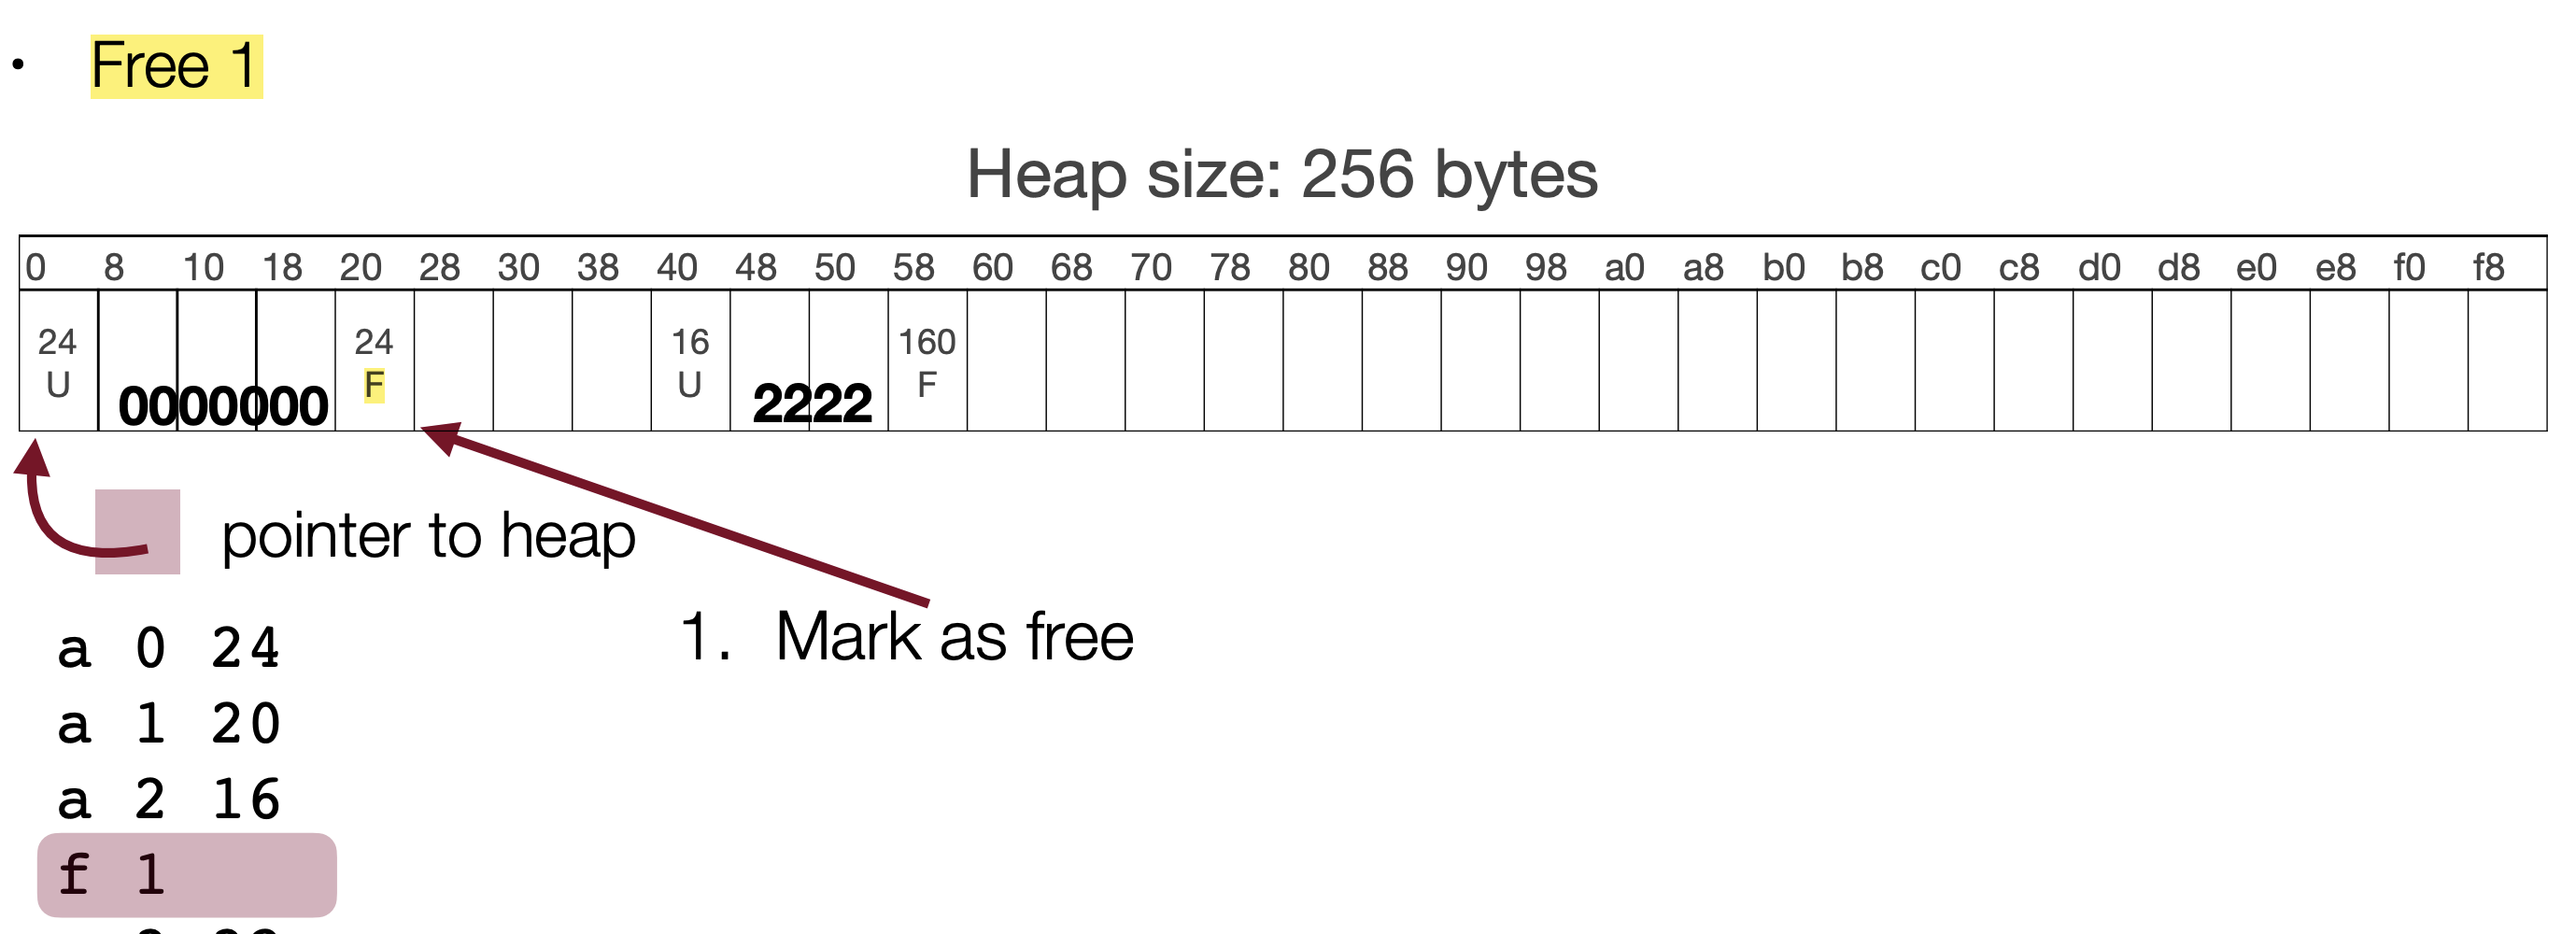 • Free 1
Heap size: 256 bytes
0 8 10 18 20 28 30 38 40 48 50 58 60 68 70 78 80 88 90 98 a0 a8 b0 b8 c0 c8 d0 d8 e0 e8 f0 f8
24 24 16 160
U F U F
0000000 2222
pointer to heap
1. Mark as free
a 0 24
a 1 20
a 2 16
f 1